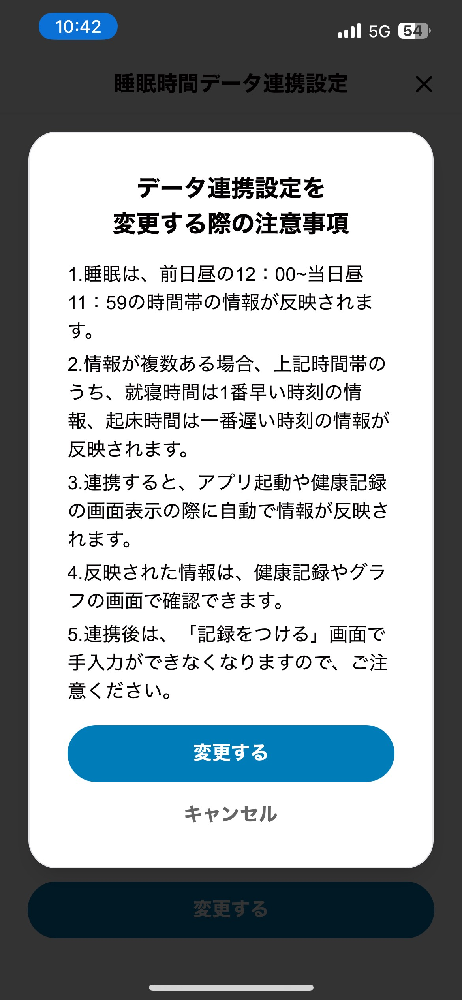 10:42
5G
54
睡眠時間データ連携設定
データ連携設定を
変更する際の注意事項
1.睡眠は、前日昼の12：00~当日昼
11：59の時間帯の情報が反映されま
す。
2.情報が複数ある場合、上記時間帯の
うち、就寝時間は1番早い時刻の情
報、起床時間は一番遅い時刻の情報が
反映されます。
3.連携すると、アプリ起動や健康記録
の画面表示の際に自動で情報が反映さ
れます。
4.反映された情報は、健康記録やグラ
フの画面で確認できます。
5.連携後は、「記録をつける」画面で
手入力ができなくなりますので、ご注
意ください。
変更する
キャンセル
変更する